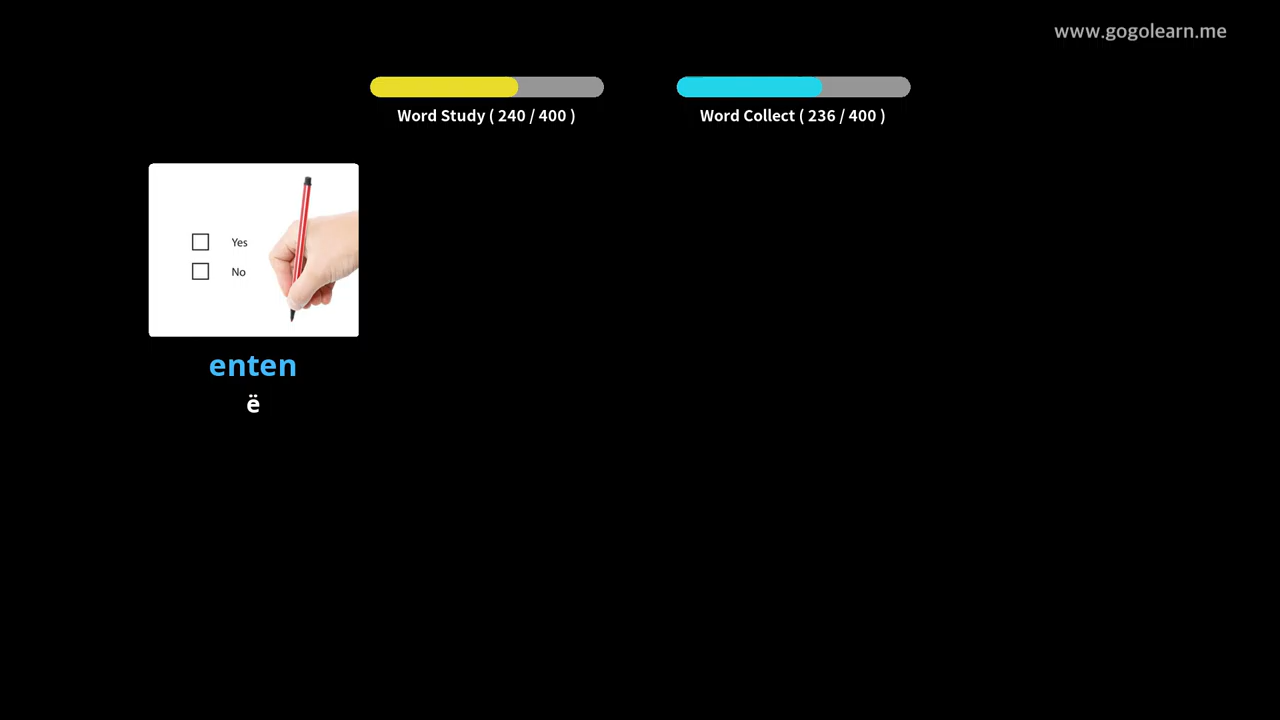 www.gogolearn.me
Word Study ( 240 / 400 )
Word Collect ( 236 / 400 )
Yes
No
enten
ë